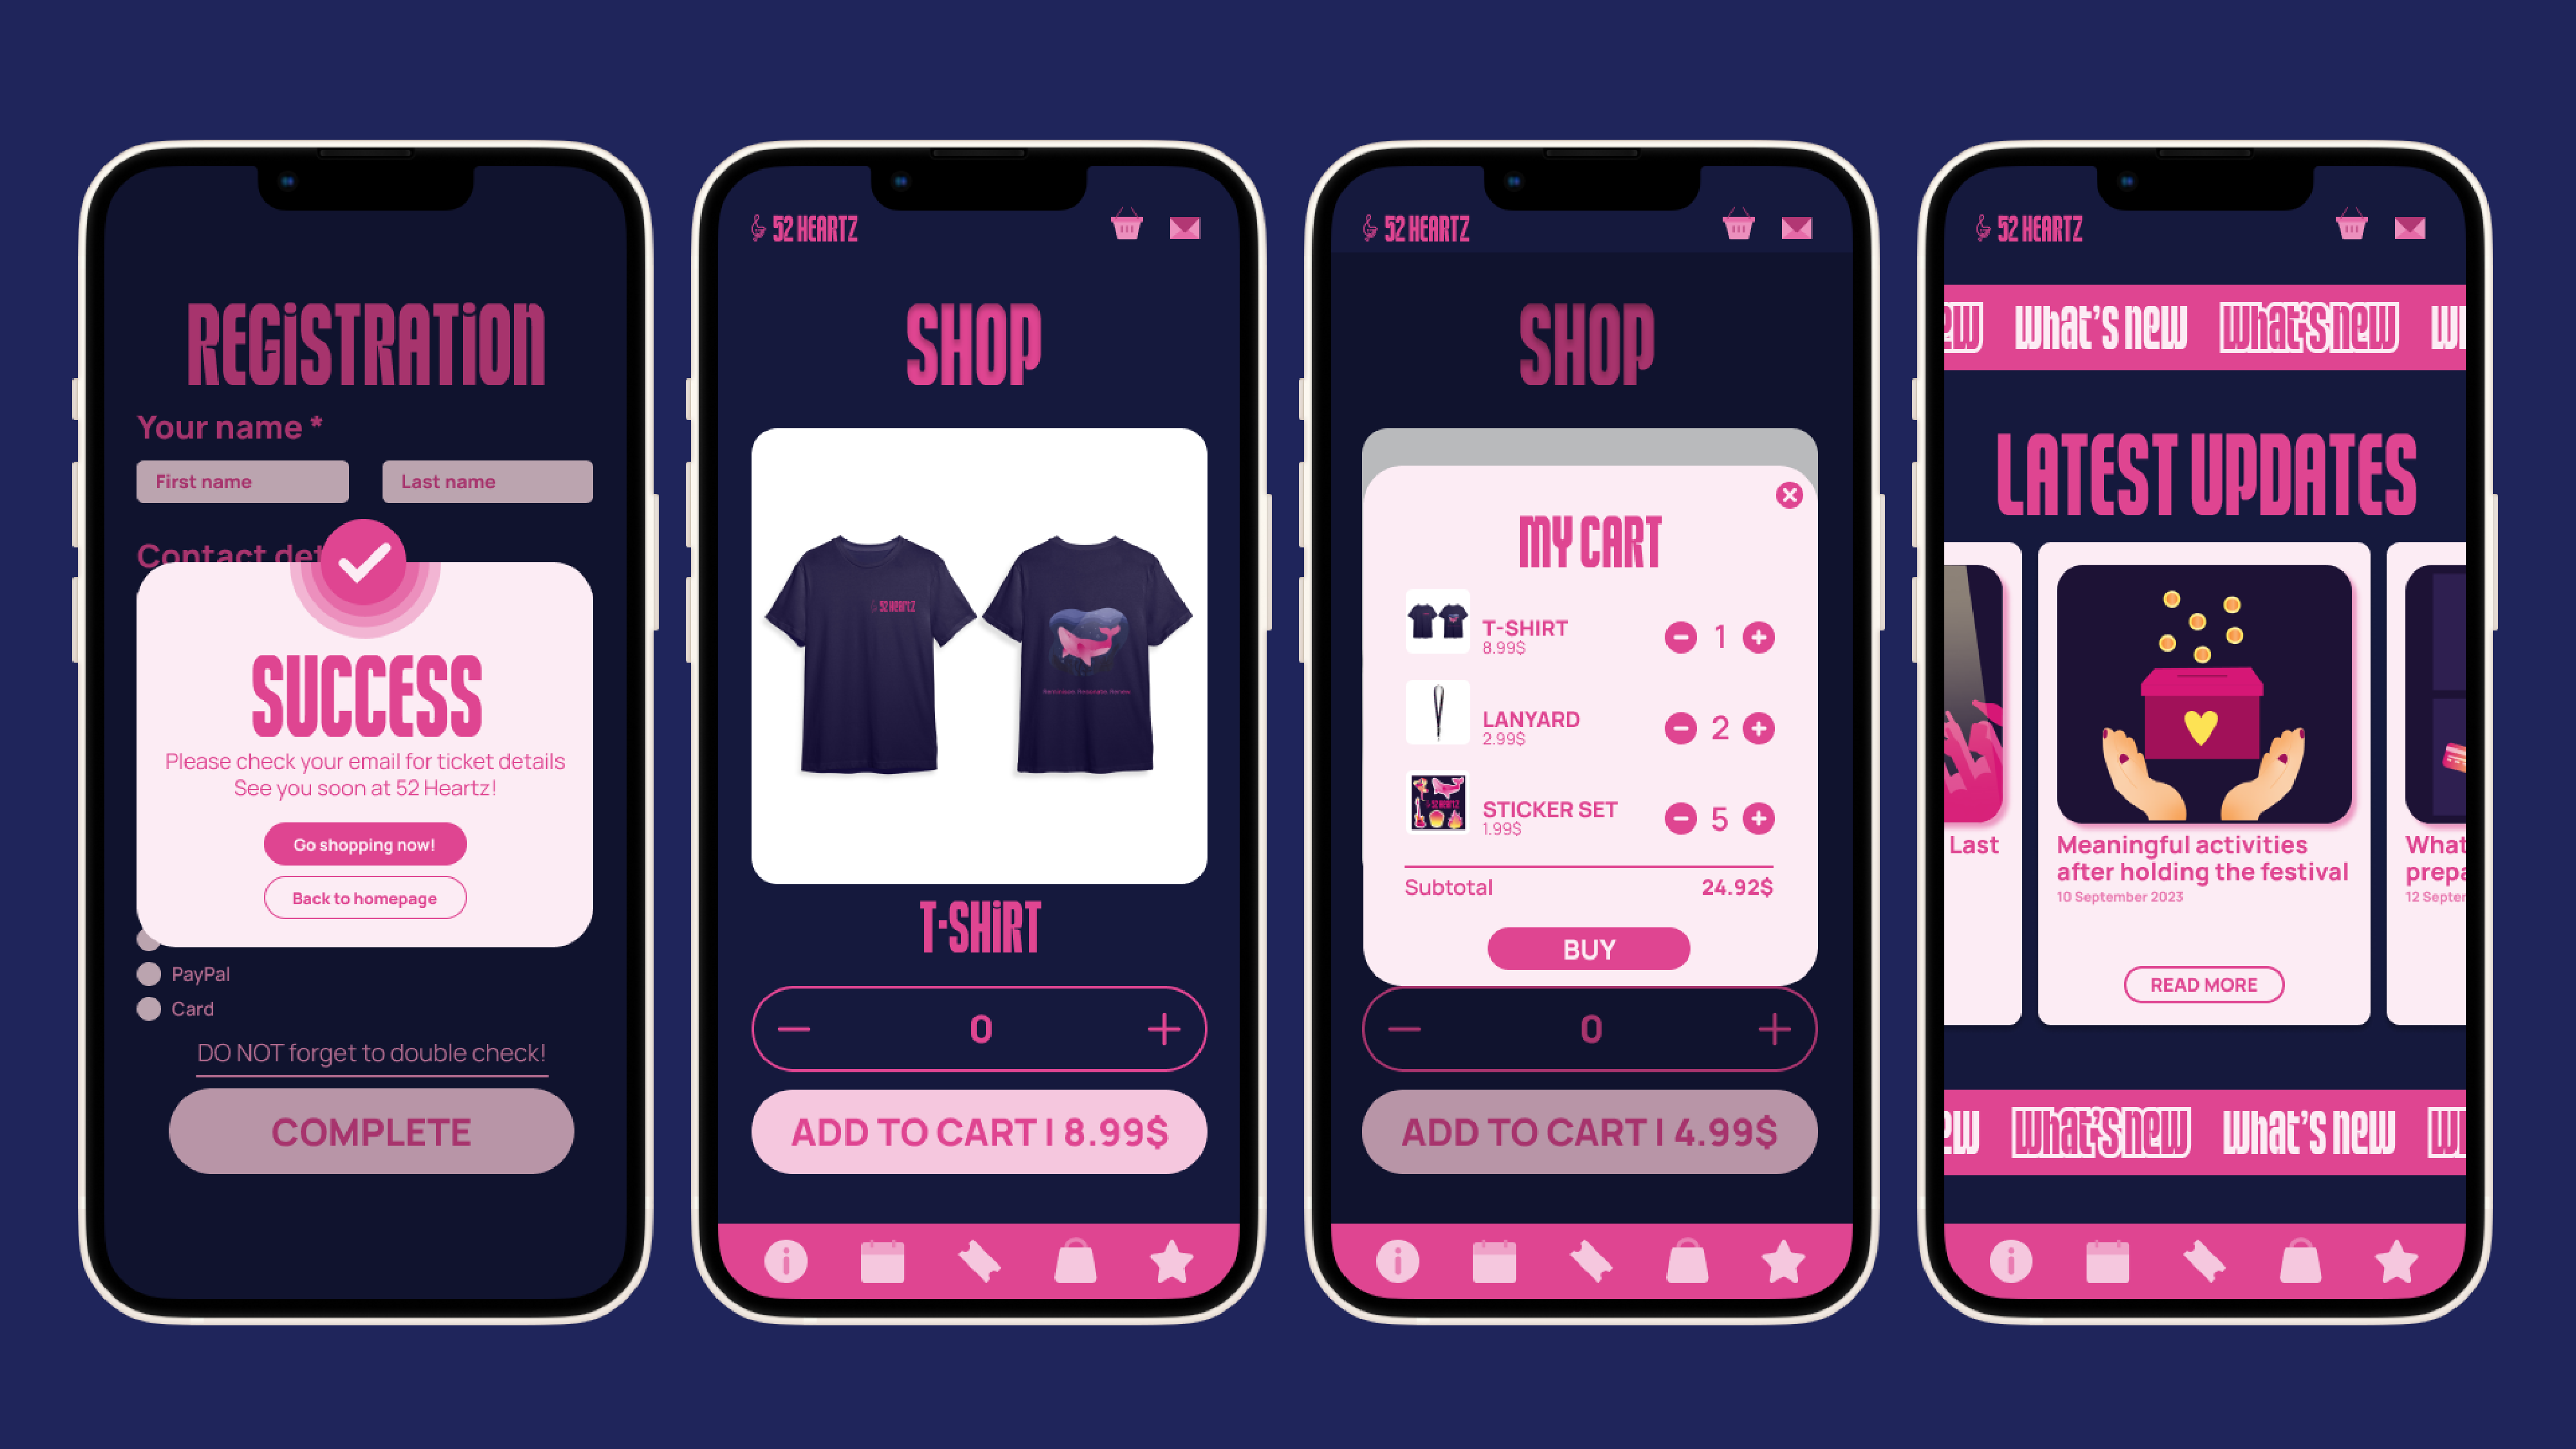 REGiSTRATiON
Your name *
First name
Last name
Contact det
SUCCESS
Please check your email for ticket details
See you soon at 52 Heartz!
Go shopping now!
Back to homepage
PayPal
Card
DO NOT forget to double check!
COMPLETE
52 HEARTZ
SHOP
52 HEARTZ
T-SHiRT
0
ADD TO CART | 8.99$
52 HEARTZ
SHOP
MY CART
T-SHIRT
8.99$
1
LANYARD
2.99$
2
52 HEARTZ
STICKER SET
1.99$
5
Subtotal
24.92$
BUY
0
ADD TO CART | 4.99$
52 HEARTZ
ew What's new What's new w
LATEST UPDATES
Last
Meaningful activities
after holding the festival
10 September 2023
READ MORE
What
prepa
12 Septe
ew What's new What's new w